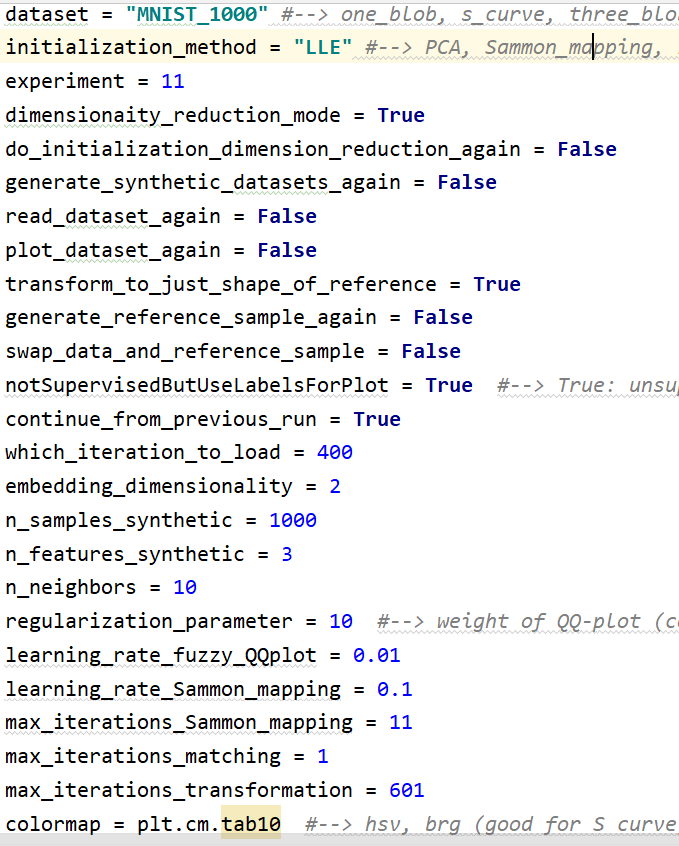 dataset = "MNIST_1000" #--> one_blob, s_curve,
initialization_method = "LLE" #--> PCA, Sammon_mapping,
experiment = 11
dimensionaity_reduction_mode = True
do_initialization_dimension_reduction_again = False
generate_synthetic_datasets_again = False
read_dataset_again = False
plot_dataset_again = False
transform_to_just_shape_of_reference = True
generate_reference_sample_again = False
swap_data_and_reference_sample = False
notSupervisedButUseLabelsForPlot = True #--> True:
continue_from_previous_run = True
which_iteration_to_load = 400
embedding_dimensionality = 2
n_samples_synthetic = 1000
n_features_synthetic = 3
n_neighbors = 10
regularization_parameter = 10 #--> weight of QQ-plot
learning_rate_fuzzy_QQplot = 0.01
learning_rate_Sammon_mapping = 0.1
max_iterations_Sammon_mapping = 11
max_iterations_matching = 1
max_iterations_transformation = 601
colormap = plt.cm.tab10 #--> hsv, brg (good for S curve,